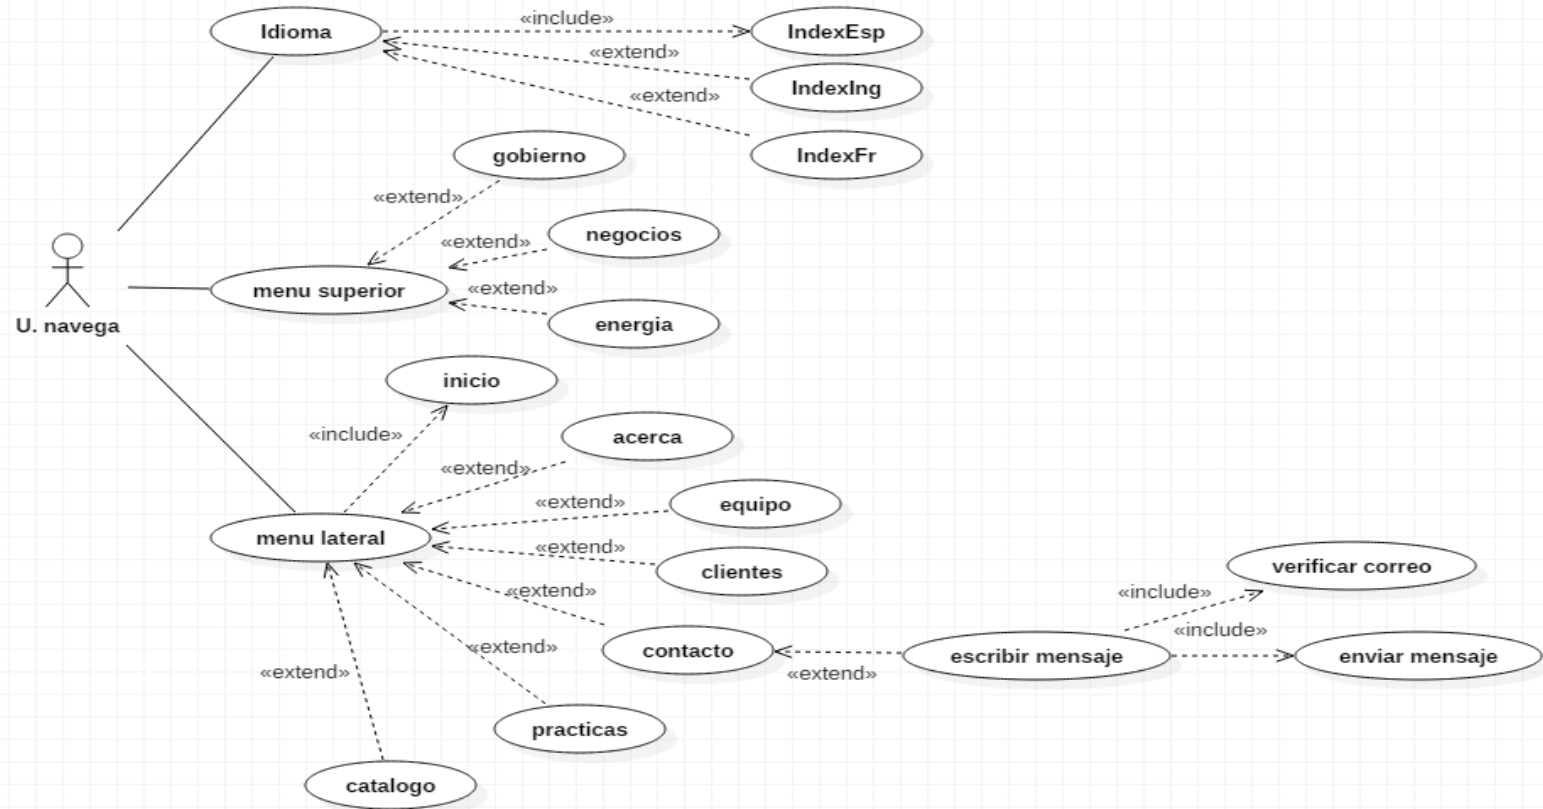 «include»
Idioma
IndexEsp
«extend»
IndexIng
«extend»
gobierno
IndexFr
«extend»
negocios
«extend»
menu superior
«extend»
energia
U. navega
inicio
«include»
acerca
«extend»
equipo
«extend»
menu lateral
«extend»
clientes
verificar correo
«extend»
«include»
«include»
contacto
escribir mensaje
enviar mensaje
«extend»
«extend»
«extend»
practicas
catalogo